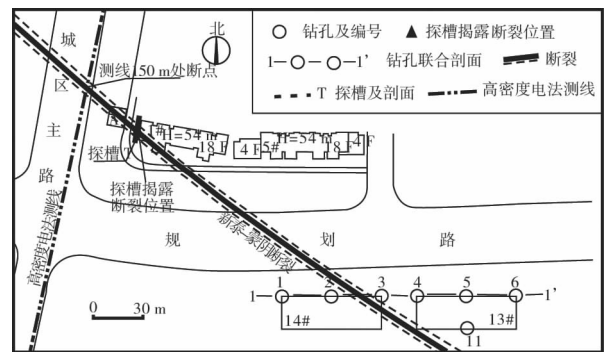 北
钻孔及编号
探槽揭露断裂位置
1 1' 钻孔联合剖面
断裂
T 探槽及剖面
高密度电法测线
城区主路
测线150 m处断点
H=54 m
18 F
4 F
5#
H=54 m
8 F
4 F
探槽T
探槽揭露
断裂位置
规划路
新泰-蒙阴断裂
高密度电法测线
0 30 m
1 1 2 3 4 5 6 1'
14#
13#
11